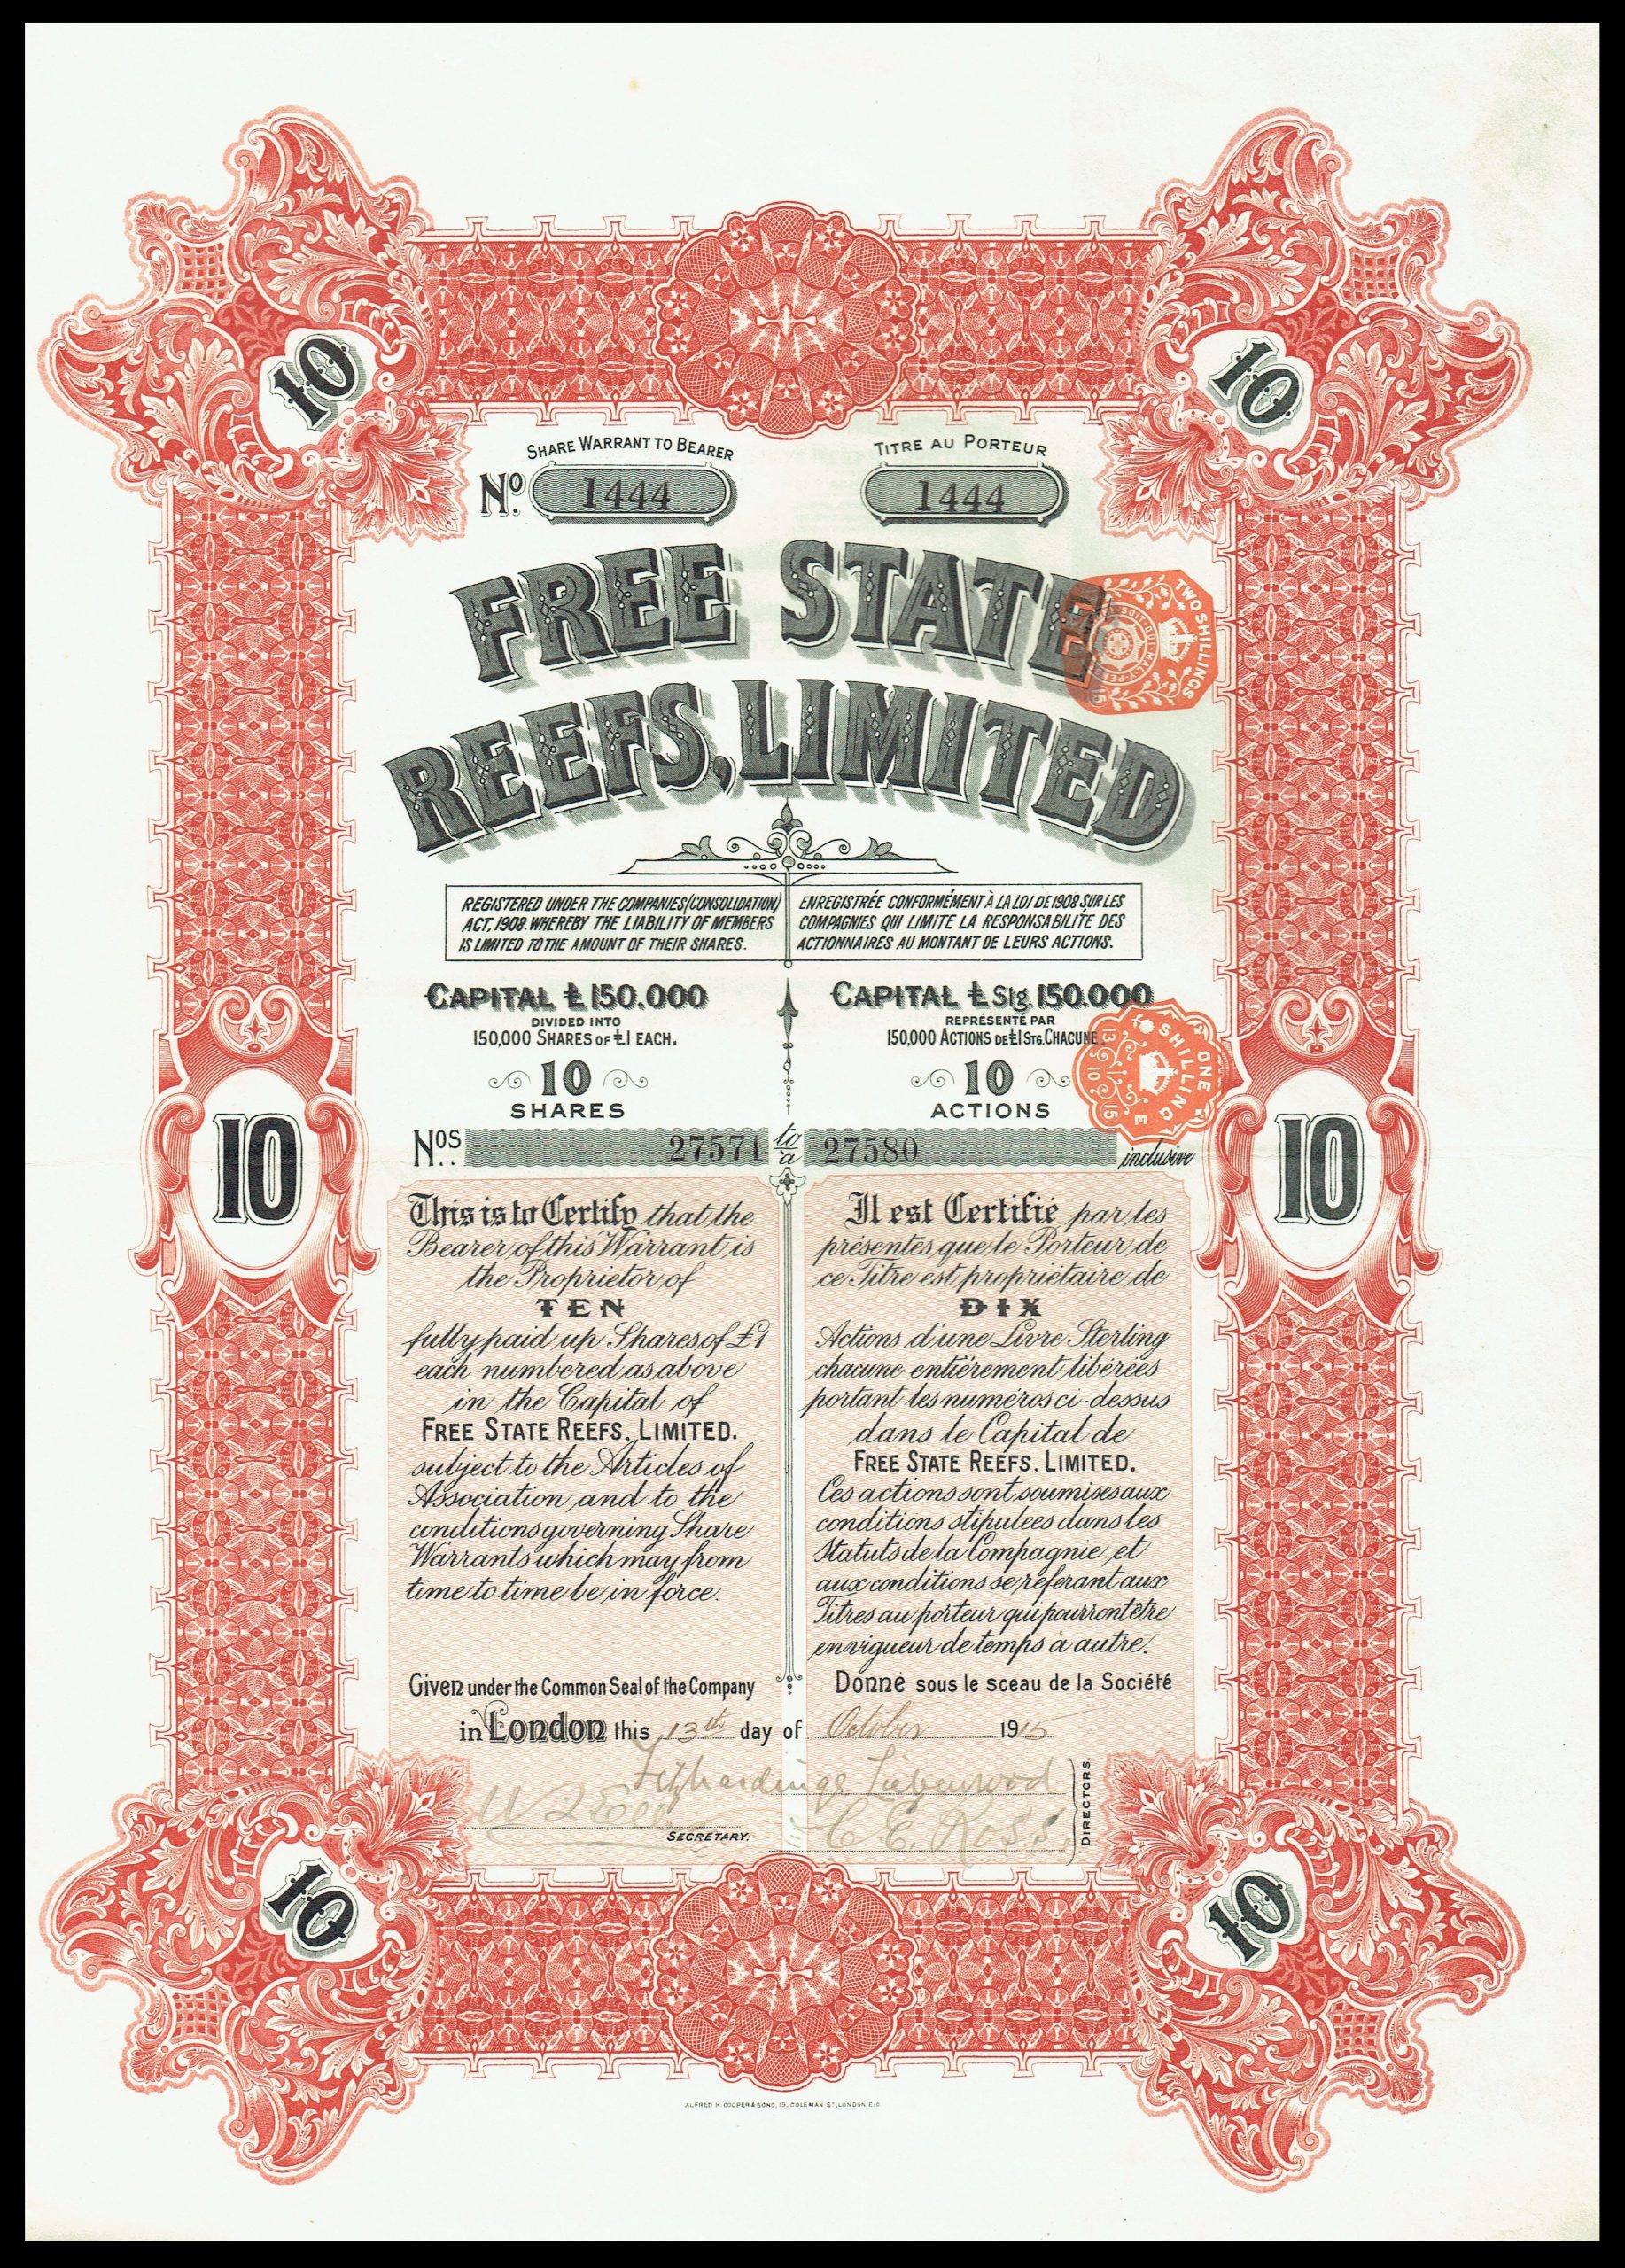 10
10
SHARE WARRANT TO BEARER
TITRE AU PORTEUR
No. 1444
1444
FREE STATE
REEFS, LIMITED
TWO SHILLINGS
REGISTERED UNDER THE COMPANIES (CONSOLIDATION)
ACT, 1908. WHEREBY THE LIABILITY OF MEMBERS
IS LIMITED TO THE AMOUNT OF THEIR SHARES.
ENREGISTRÉE CONFORMÉMENT À LA LOI DE 1908 SUR LES
COMPAGNIES QUI LIMITE LA RESPONSABILITE DES
ACTIONNAIRES AU MONTANT DE LEURS ACTIONS.
CAPITAL £150.000
DIVIDED INTO
150,000 SHARES OF £1 EACH.
10
SHARES
CAPITAL £ Stg. 150.000
REPRÉSENTÉ PAR
150,000 ACTIONS DE £1 STG. CHACUNE.
10
ACTIONS
ONE SHILLING
13 10 15
E
Nos. 27571 to
à 27580 inclusive
10
10
This is to Certify that the
Bearer of this Warrant is
the Proprietor of
TEN
fully paid up Shares of £1
each numbered as above
in the Capital of
FREE STATE REEFS, LIMITED.
subject to the Articles of
Association and to the
conditions governing Share
Warrants which may from
time to time be in force.
Il est Certifié par les
présentes que le Porteur de
ce Titre est propriétaire de
DIX
Actions d'une Livre Sterling
chacune entiérement libérées
portant les numéros ci-dessus
dans le Capital de
FREE STATE REEFS, LIMITED.
Ces actions sont soumises aux
conditions stipulées dans les
Statuts de la Compagnie et
aux conditions se référant aux
Titres au porteur qui pourront être
en vigueur de temps à autre.
Given under the Common Seal of the Company
Donné sous le sceau de la Société
in London this 13th day of October 1915
C. E. Ross
SECRETARY.
DIRECTORS.
10
10
ALFRED H. COOPER & SONS, 19, COLEMAN ST, LONDON, E.C.